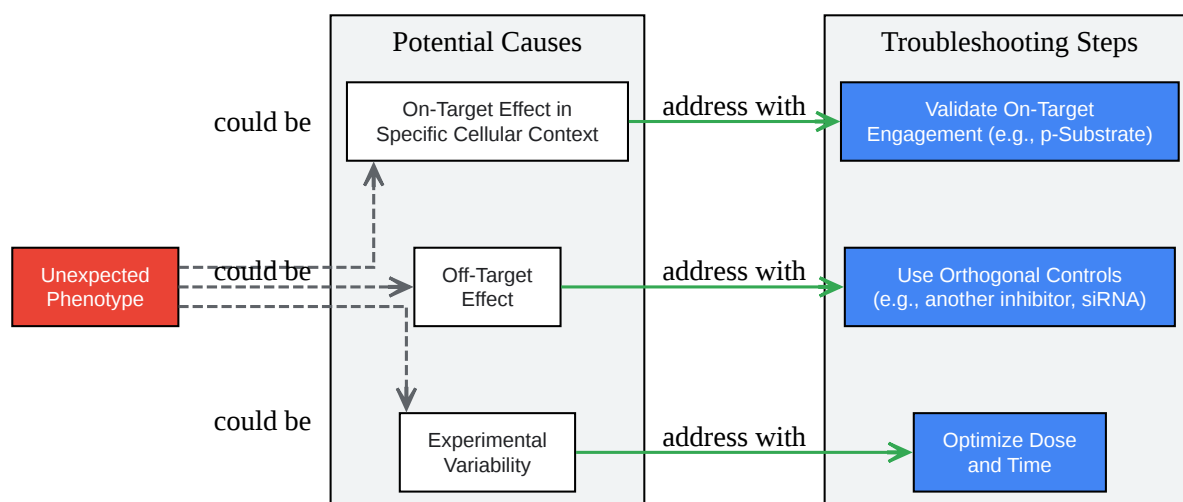 Potential Causes
Troubleshooting Steps
could be
On-Target Effect in
Specific Cellular Context
address with
Validate On-Target
Engagement (e.g., p-Substrate)
Unexpected
Phenotype
could be
Off-Target
Effect
address with
Use Orthogonal Controls
(e.g., another inhibitor, siRNA)
could be
Experimental
Variability
address with
Optimize Dose
and Time